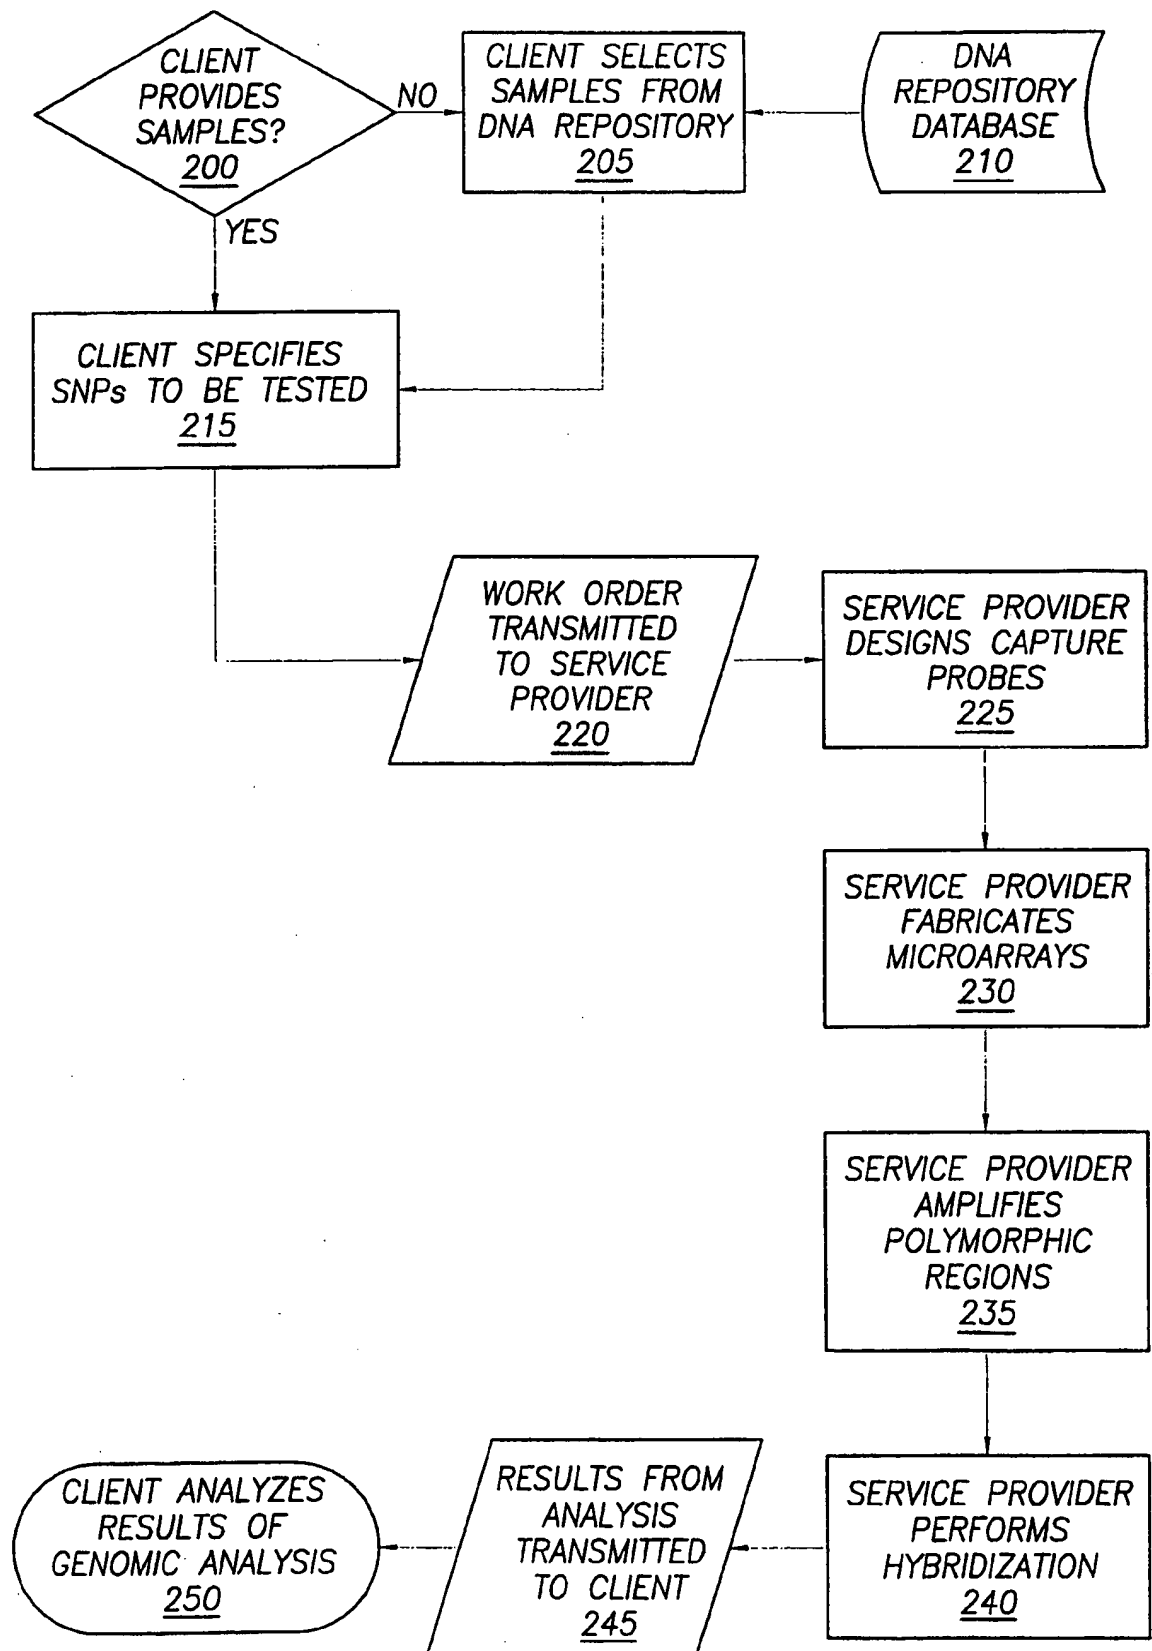 CLIENT
PROVIDES
SAMPLES?
200
NO
YES
CLIENT SELECTS
SAMPLES FROM
DNA REPOSITORY
205
DNA
REPOSITORY
DATABASE
210
CLIENT SPECIFIES
SNPs TO BE TESTED
215
WORK ORDER
TRANSMITTED
TO SERVICE
PROVIDER
220
SERVICE PROVIDER
DESIGNS CAPTURE
PROBES
225
SERVICE PROVIDER
FABRICATES
MICROARRAYS
230
SERVICE PROVIDER
AMPLIFIES
POLYMORPHIC
REGIONS
235
SERVICE PROVIDER
PERFORMS
HYBRIDIZATION
240
RESULTS FROM
ANALYSIS
TRANSMITTED
TO CLIENT
245
CLIENT ANALYZES
RESULTS OF
GENOMIC ANALYSIS
250